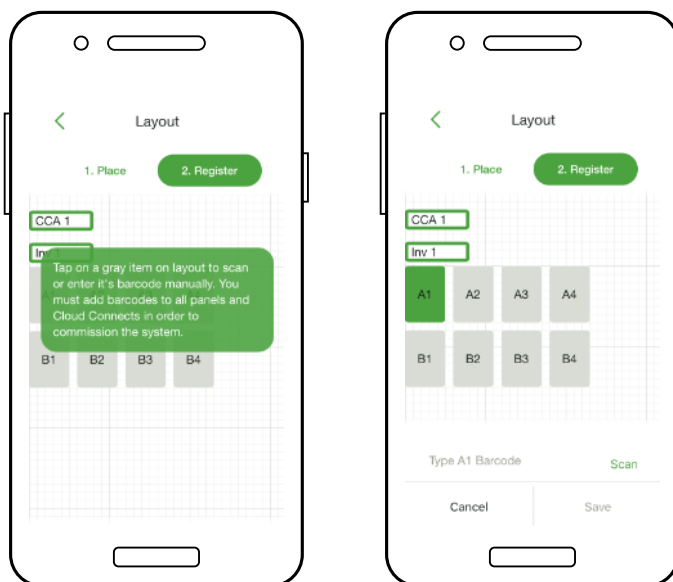 Layout
1. Place
2. Register
CCA 1
Inv 1
Tap on a gray item on layout to scan
or enter it's barcode manually. You
must add barcodes to all panels and
Cloud Connects in order to
commission the system.
B1 B2 B3 B4
Layout
1. Place
2. Register
CCA 1
Inv 1
A1 A2 A3 A4
B1 B2 B3 B4
Type A1 Barcode
Scan
Cancel
Save